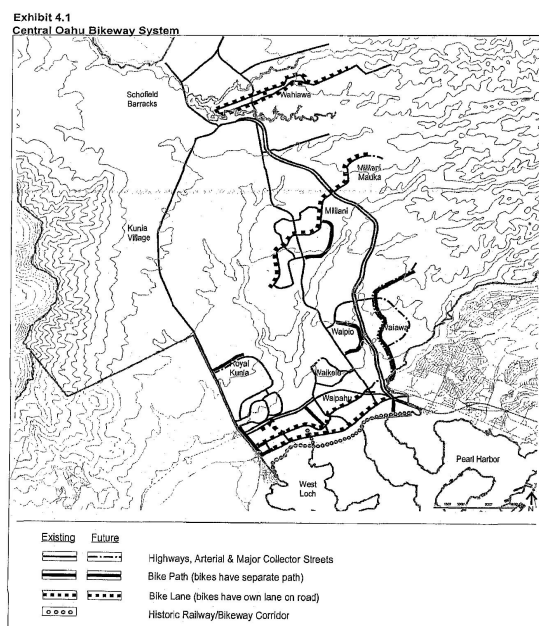 Exhibit 4.1
Central Oahu Bikeway System
Schofield
Barracks
Wahiawa
Mililani
Mauka
Mililani
Kunia
Village
Waipio
Waiawa
Royal
Kunia
Waikele
Waipahu
Pearl Harbor
West
Loch
N
Existing Future
Highways, Arterial & Major Collector Streets
Bike Path (bikes have separate path)
Bike Lane (bikes have own lane on road)
Historic Railway/Bikeway Corridor